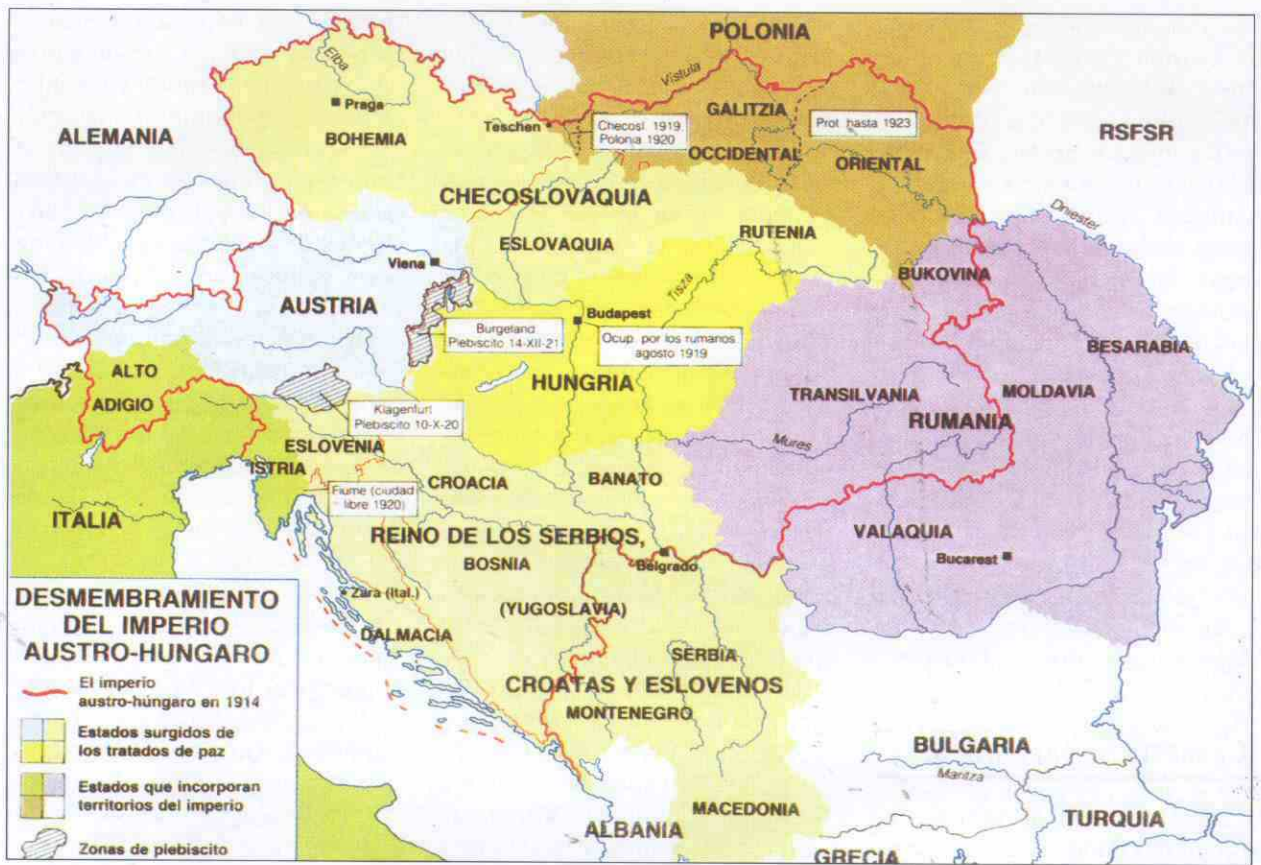 POLONIA
Elba
Vístula
Praga
GALITZIA
ALEMANIA
BOHEMIA
Teschen
Checosl. 1919.
Polonia 1920
Prot. hasta 1923
RSFSR
OCCIDENTAL
ORIENTAL
CHECOSLOVAQUIA
Dniester
ESLOVAQUIA
RUTENIA
Viena
BUKOVINA
AUSTRIA
Tisza
Budapest
Burgeland
Plebiscito 14-XII-21
Ocup. por los rumanos.
agosto 1919
BESARABIA
ALTO
ADIGIO
HUNGRIA
TRANSILVANIA
MOLDAVIA
Klagenfurt
Plebiscito 10-X-20
RUMANIA
Mures
ESLOVENIA
ISTRIA
CROACIA
BANATO
Fiume (ciudad
libre 1920)
ITALIA
REINO DE LOS SERBIOS,
VALAQUIA
BOSNIA
Belgrado
Bucarest
Zara (Ital.)
(YUGOSLAVIA)
DALMACIA
SERBIA
CROATAS Y ESLOVENOS
MONTENEGRO
BULGARIA
Maritza
MACEDONIA
ALBANIA
TURQUIA
GRECIA
DESMEMBRAMIENTO
DEL IMPERIO
AUSTRO-HUNGARO
El imperio
austro-húngaro en 1914
Estados surgidos de
los tratados de paz
Estados que incorporan
territorios del imperio
Zonas de plebiscito